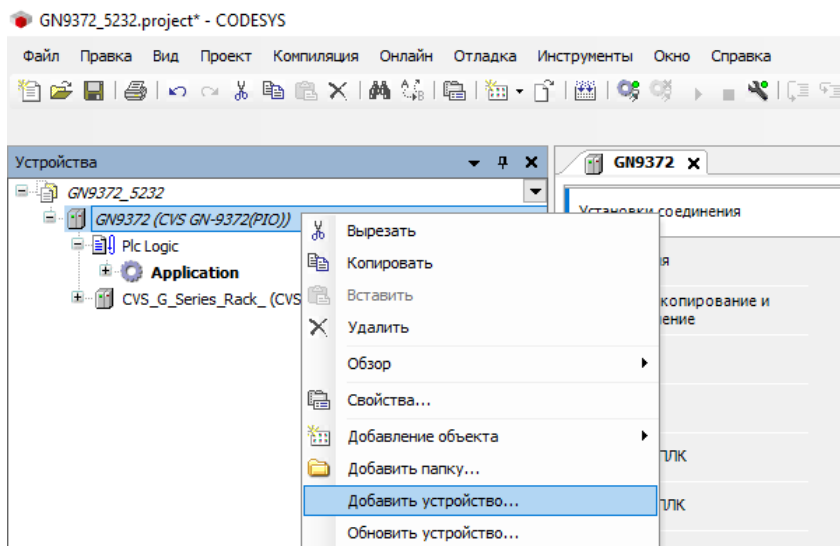 GN9372_5232.project* - CODESYS
Файл Правка Вид Проект Компиляция Онлайн Отладка Инструменты Окно Справка
Устройства
GN9372
GN9372_5232
Установки соединения
GN9372 (CVS GN-9372(PIO))
Вырезать
Plc Logic
Копировать
Application
Вставить
CVS_G_Series_Rack_ (CVS
копирование и
Удалить
Обзор
Свойства...
Добавление объекта
ПЛК
Добавить папку...
Добавить устройство...
ПЛК
Обновить устройство...